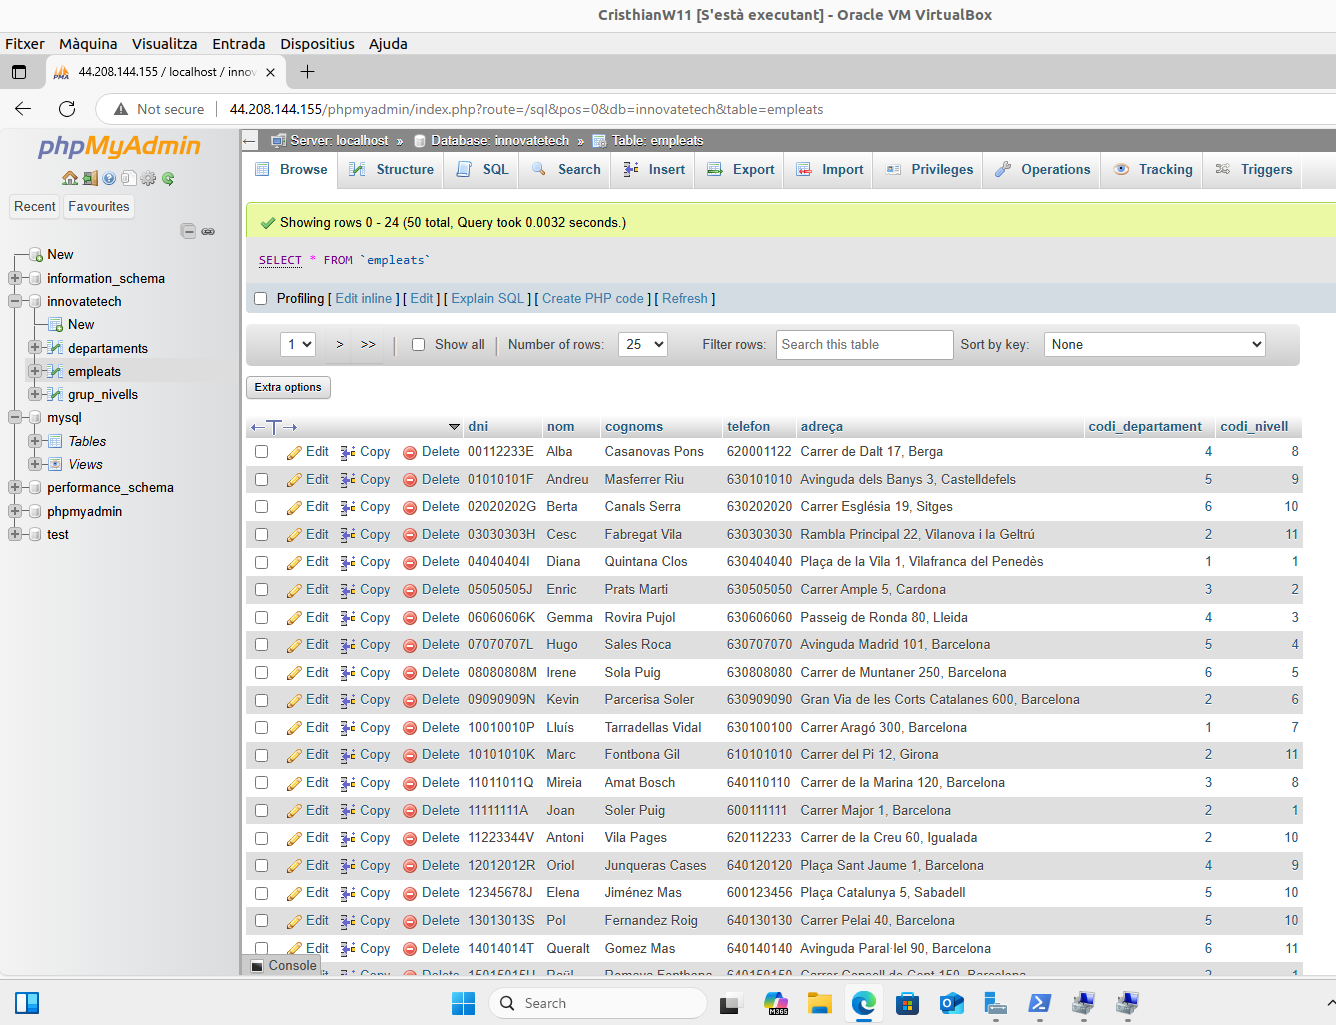 CristhianW11 [S'està executant] - Oracle VM VirtualBox
Fitxer Màquina Visualitza Entrada Dispositius Ajuda
PMA 44.208.144.155 / localhost / innov
Not secure 44.208.144.155/phpmyadmin/index.php?route=/sql&pos=0&db=innovatetech&table=empleats
phpMyAdmin
Recent Favourites
New
information_schema
innovatetech
New
departaments
empleats
grup_nivells
mysql
Tables
Views
performance_schema
phpmyadmin
test
Server: localhost » Database: innovatetech » Table: empleats
Browse Structure SQL Search Insert Export Import Privileges Operations Tracking Triggers
Showing rows 0 - 24 (50 total, Query took 0.0032 seconds.)
SELECT * FROM `empleats`
Profiling [ Edit inline ] [ Edit ] [ Explain SQL ] [ Create PHP code ] [ Refresh ]
1 > >> Show all Number of rows: 25 Filter rows: Search this table Sort by key: None
Extra options
←T→ dni nom cognoms telefon adreça codi_departament codi_nivell
Edit Copy Delete 00112233E Alba Casanovas Pons 620001122 Carrer de Dalt 17, Berga 4 8
Edit Copy Delete 01010101F Andreu Masferrer Riu 630101010 Avinguda dels Banys 3, Castelldefels 5 9
Edit Copy Delete 02020202G Berta Canals Serra 630202020 Carrer Església 19, Sitges 6 10
Edit Copy Delete 03030303H Cesc Fabregat Vila 630303030 Rambla Principal 22, Vilanova i la Geltrú 2 11
Edit Copy Delete 04040404I Diana Quintana Clos 630404040 Plaça de la Vila 1, Vilafranca del Penedès 1 1
Edit Copy Delete 05050505J Enric Prats Marti 630505050 Carrer Ample 5, Cardona 3 2
Edit Copy Delete 06060606K Gemma Rovira Pujol 630606060 Passeig de Ronda 80, Lleida 4 3
Edit Copy Delete 07070707L Hugo Sales Roca 630707070 Avinguda Madrid 101, Barcelona 5 4
Edit Copy Delete 08080808M Irene Sola Puig 630808080 Carrer de Muntaner 250, Barcelona 6 5
Edit Copy Delete 09090909N Kevin Parcerisa Soler 630909090 Gran Via de les Corts Catalanes 600, Barcelona 2 6
Edit Copy Delete 10010010P Lluís Tarradellas Vidal 630100100 Carrer Aragó 300, Barcelona 1 7
Edit Copy Delete 10101010K Marc Fontbona Gil 610101010 Carrer del Pi 12, Girona 2 11
Edit Copy Delete 11011011Q Mireia Amat Bosch 640110110 Carrer de la Marina 120, Barcelona 3 8
Edit Copy Delete 11111111A Joan Soler Puig 600111111 Carrer Major 1, Barcelona 2 1
Edit Copy Delete 11223344V Antoni Vila Pages 620112233 Carrer de la Creu 60, Igualada 2 10
Edit Copy Delete 12012012R Oriol Junqueras Cases 640120120 Plaça Sant Jaume 1, Barcelona 4 9
Edit Copy Delete 12345678J Elena Jiménez Mas 600123456 Plaça Catalunya 5, Sabadell 5 10
Edit Copy Delete 13013013S Pol Fernandez Roig 640130130 Carrer Pelai 40, Barcelona 5 10
Edit Copy Delete 14014014T Queralt Gomez Mas 640140140 Avinguda Paral·lel 90, Barcelona 6 11
Console
Search
M365